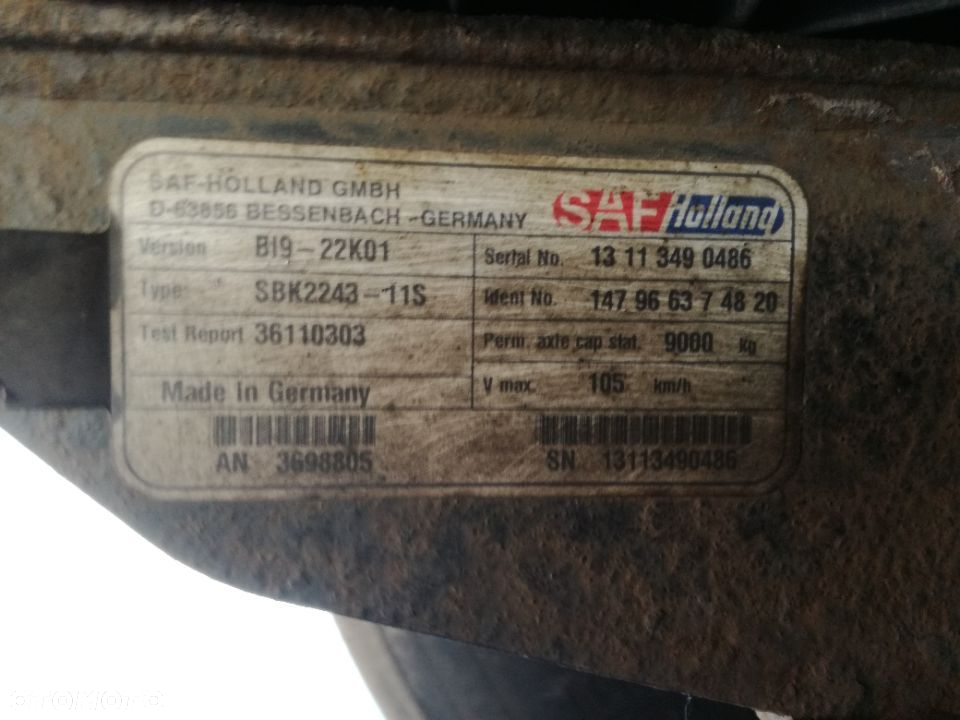 SAF-HOLLAND GMBH
D-63856 BESSENBACH -GERMANY
SAF Holland
Version BI9-22K01
Serial No. 13 11 349 0486
Type SBK2243-11S
Ident No. 147 96 63 7 48 20
Test Report 36110303
Perm. axle cap stat. 9000 kg
Made in Germany
V max. 105 km/h
AN 3698805
SN 13113490486
otomoto